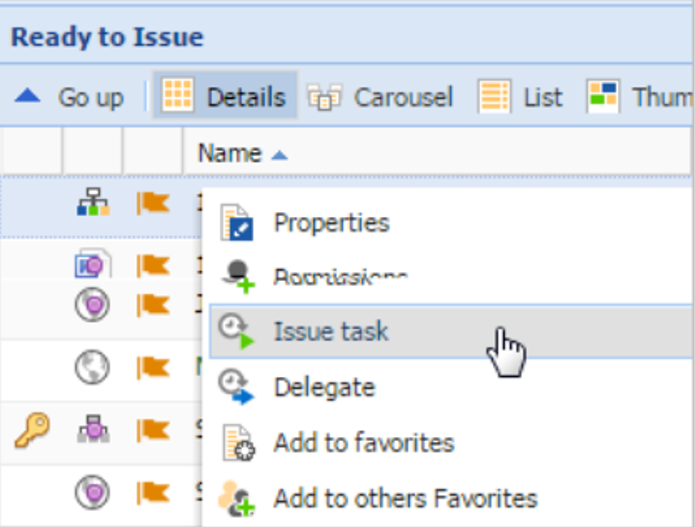 Ready to Issue
Go up Details Carousel List
Name
Properties
Issue task
Delegate
Add to favorites
Add to others Favorites